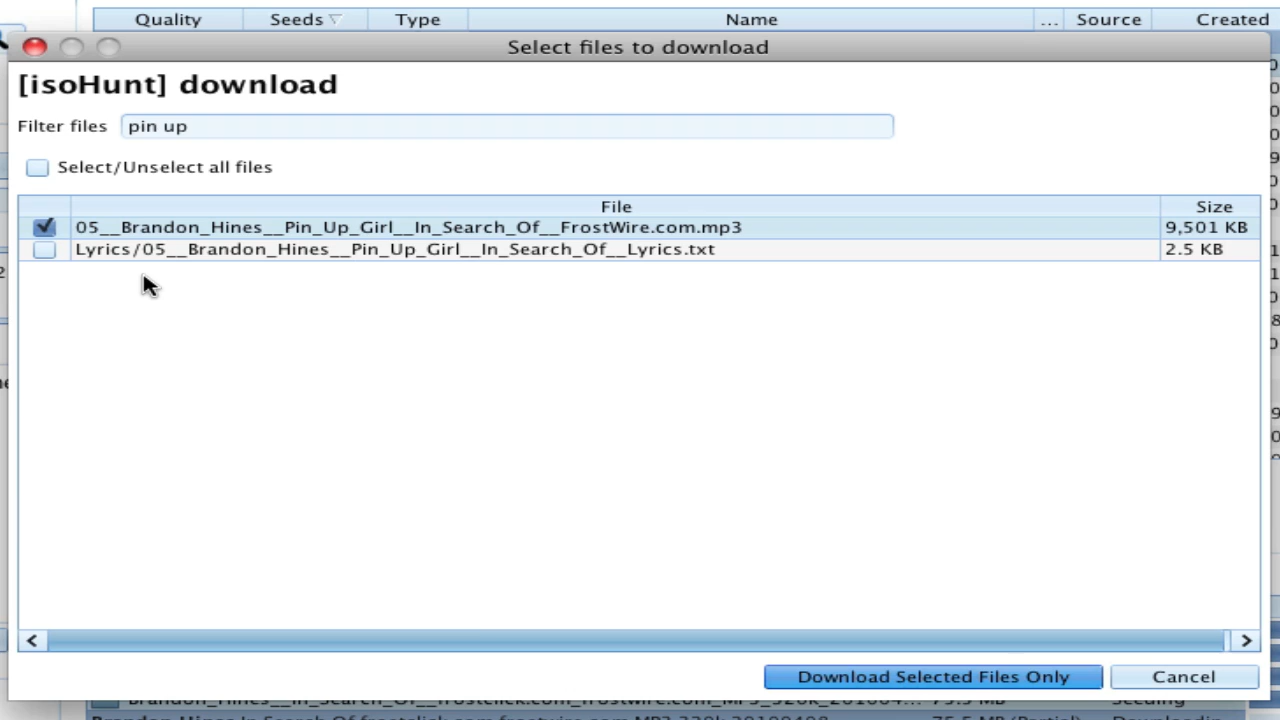 Quality Seeds Type Name ... Source Created
Select files to download
[isoHunt] download
Filter files pin up
Select/Unselect all files
File Size
05__Brandon_Hines__Pin_Up_Girl__In_Search_Of__FrostWire.com.mp3 9,501 KB
Lyrics/05__Brandon_Hines__Pin_Up_Girl__In_Search_Of__Lyrics.txt 2.5 KB
Download Selected Files Only Cancel